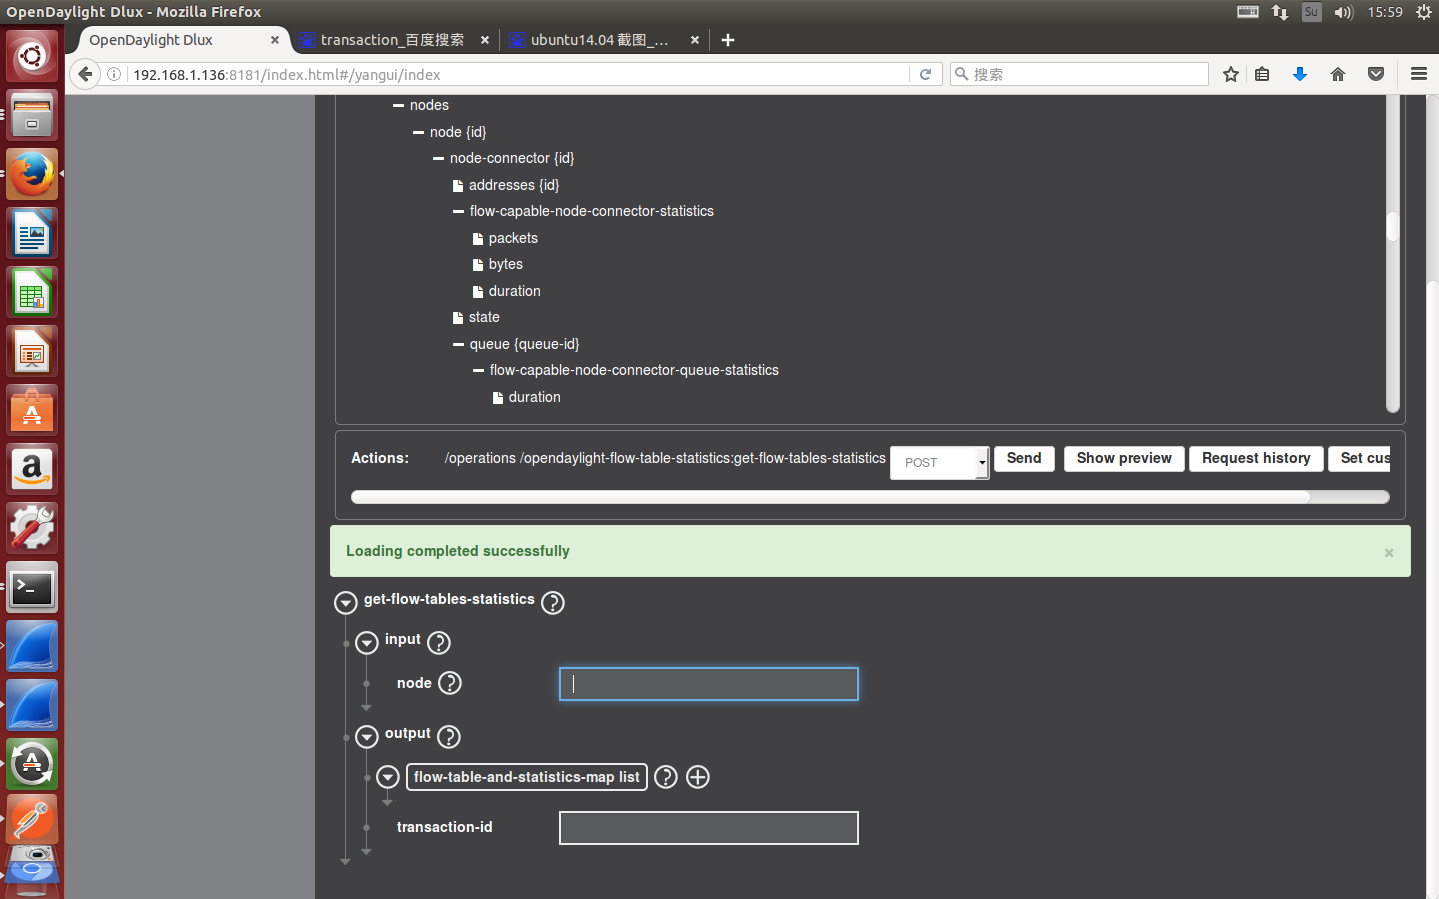 OpenDaylight Dlux - Mozilla Firefox
Su
15:59
OpenDaylight Dlux
transaction_百度搜索
ubuntu14.04 截图_...
192.168.1.136:8181/index.html#/yangui/index
搜索
nodes
node {id}
node-connector {id}
addresses {id}
flow-capable-node-connector-statistics
packets
bytes
duration
state
queue {queue-id}
flow-capable-node-connector-queue-statistics
duration
Actions: /operations /opendaylight-flow-table-statistics:get-flow-tables-statistics POST Send Show preview Request history Set cus
Loading completed successfully ×
get-flow-tables-statistics ?
input ?
node ?
output ?
flow-table-and-statistics-map list ?
transaction-id